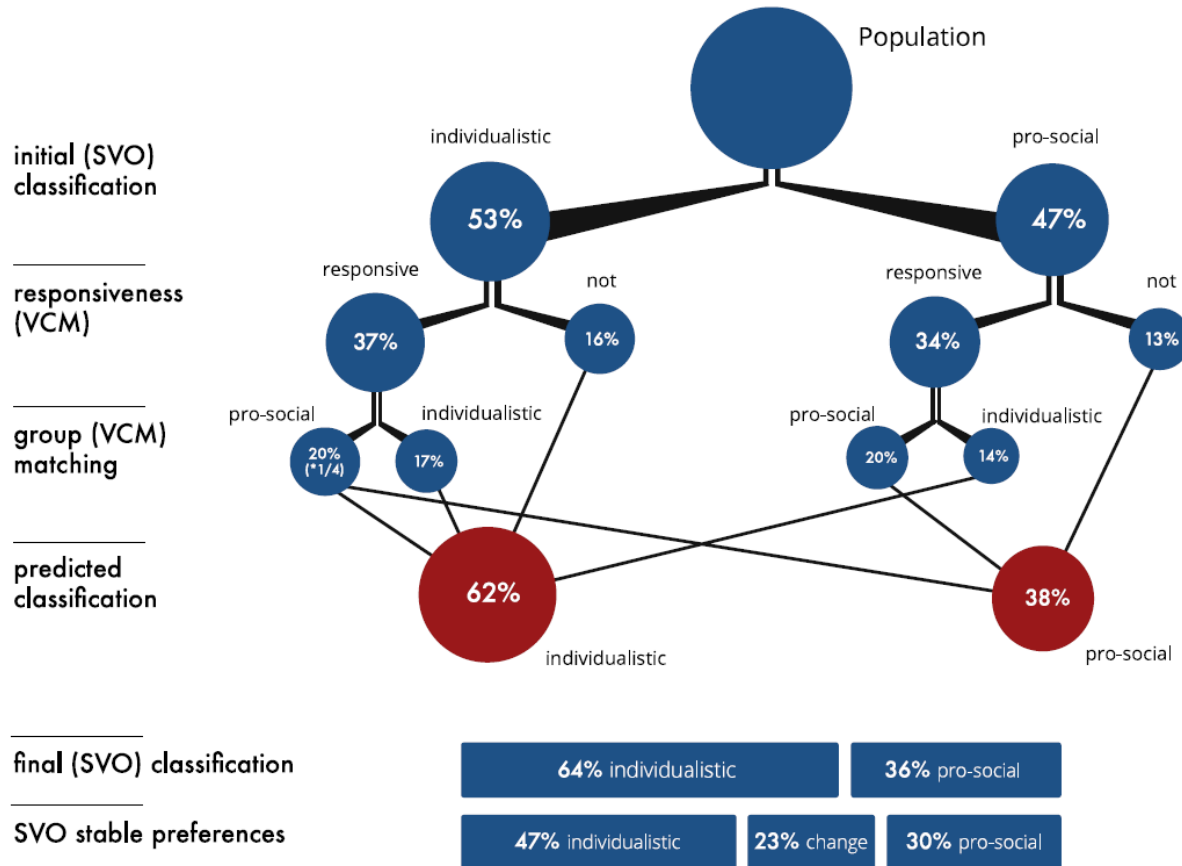 Population
initial (SVO)
classification
individualistic
pro-social
53%
47%
responsiveness
(VCM)
responsive
not
responsive
not
37%
16%
34%
13%
group (VCM)
matching
pro-social
individualistic
pro-social
individualistic
20%
(*1/4)
17%
20%
14%
predicted
classification
62%
38%
individualistic
pro-social
final (SVO) classification
64% individualistic
36% pro-social
SVO stable preferences
47% individualistic
23% change
30% pro-social